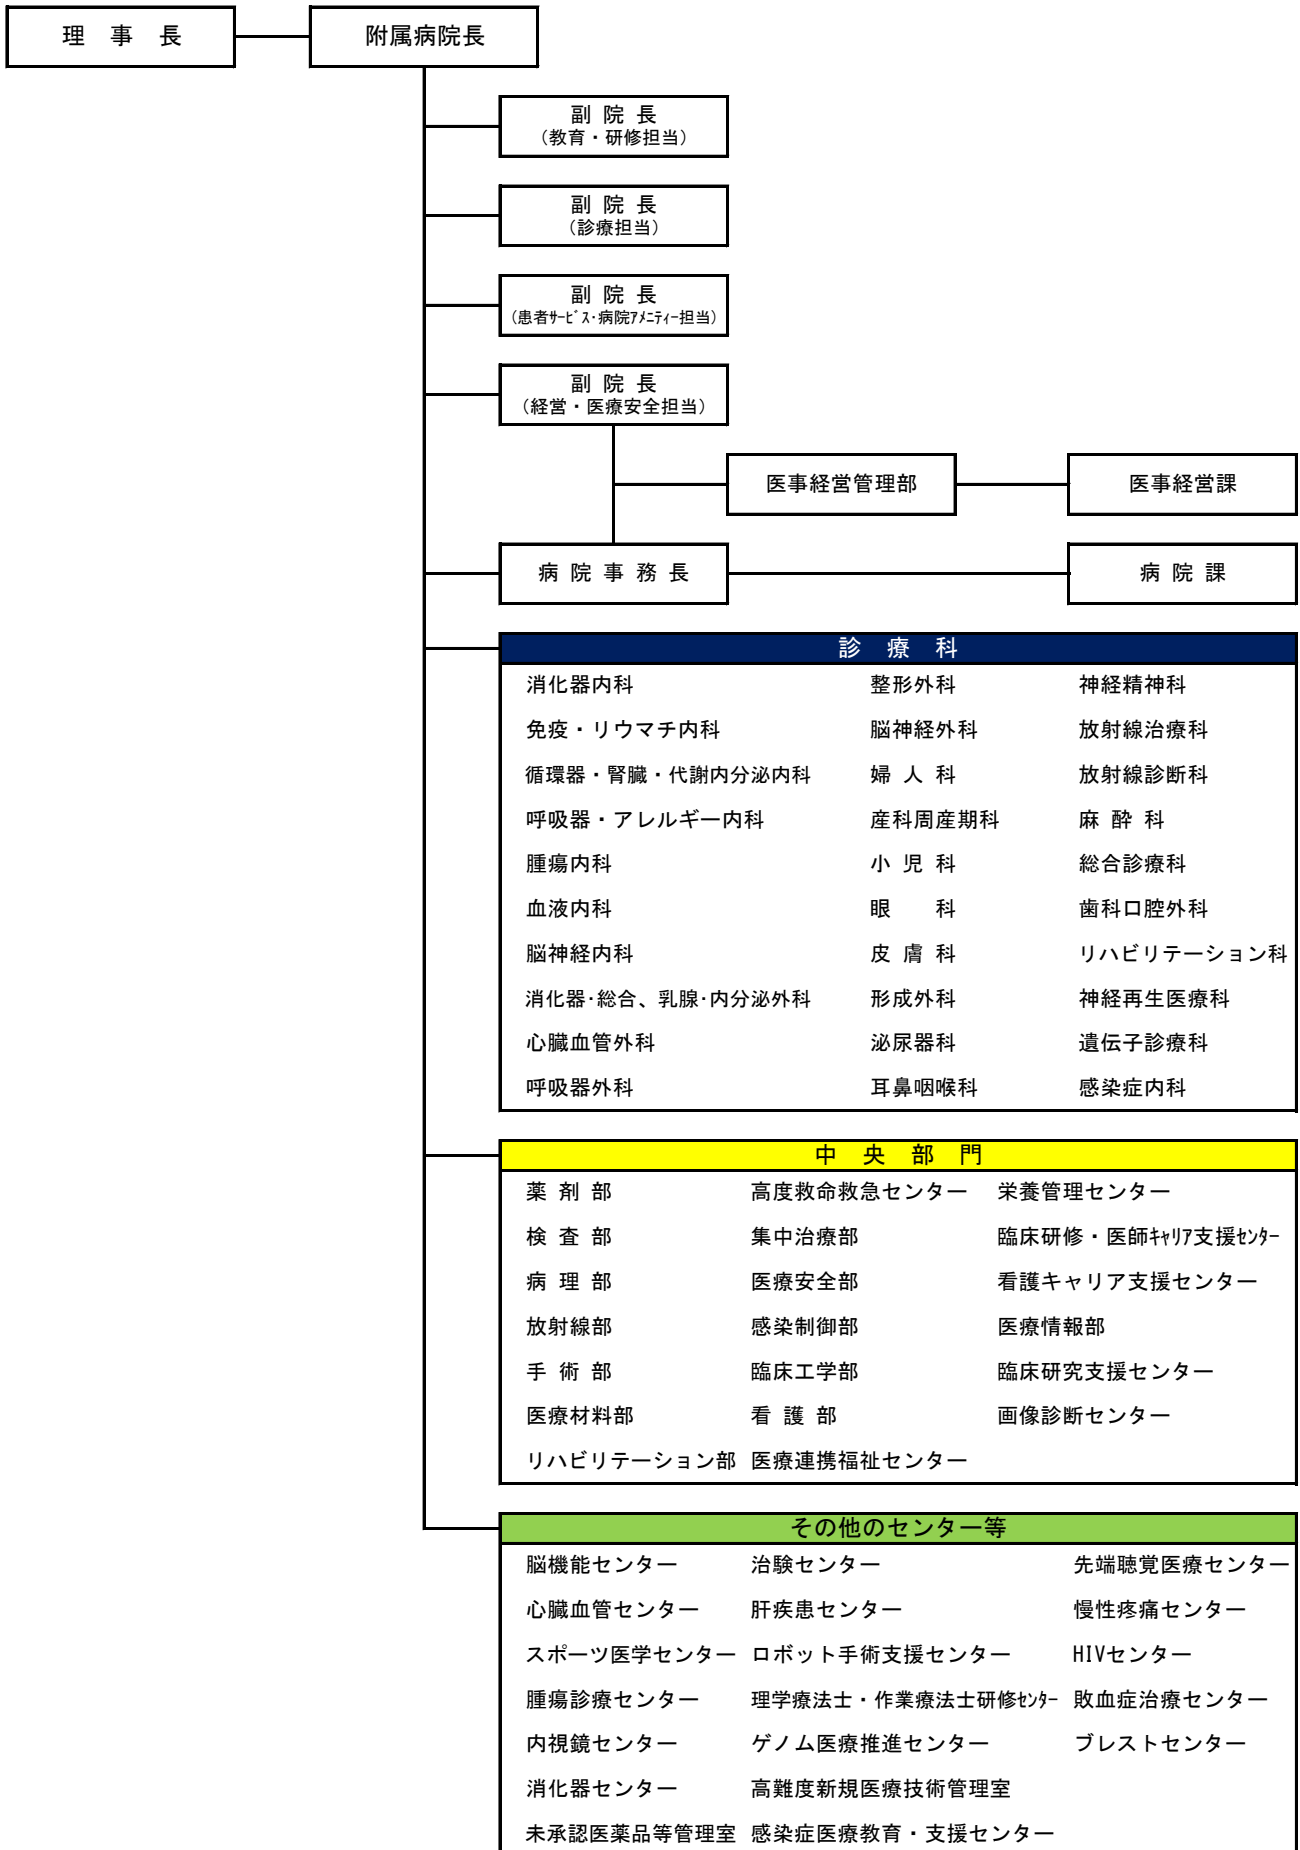 理　事　長
附属病院長
副 院 長
（教育・研修担当）
副 院 長
（診療担当）
副 院 長
（患者ｻｰﾋﾞｽ･病院ｱﾒﾆﾃｨｰ担当）
副 院 長
（経営・医療安全担当）
医事経営管理部
医事経営課
病 院 事 務 長
病 院 課
診　療　科
消化器内科　整形外科　神経精神科
免疫・リウマチ内科　脳神経外科　放射線治療科
循環器・腎臓・代謝内分泌内科　婦 人 科　放射線診断科
呼吸器・アレルギー内科　産科周産期科　麻 酔 科
腫瘍内科　小 児 科　総合診療科
血液内科　眼　　科　歯科口腔外科
脳神経内科　皮 膚 科　リハビリテーション科
消化器･総合、乳腺･内分泌外科　形成外科　神経再生医療科
心臓血管外科　泌尿器科　遺伝子診療科
呼吸器外科　耳鼻咽喉科　感染症内科
中　央　部　門
薬 剤 部　高度救命救急センター　栄養管理センター
検 査 部　集中治療部　臨床研修・医師ｷｬﾘｱ支援ｾﾝﾀｰ
病 理 部　医療安全部　看護キャリア支援センター
放射線部　感染制御部　医療情報部
手 術 部　臨床工学部　臨床研究支援センター
医療材料部　看 護 部　画像診断センター
リハビリテーション部　医療連携福祉センター
その他のセンター等
脳機能センター　治験センター　先端聴覚医療センター
心臓血管センター　肝疾患センター　慢性疼痛センター
スポーツ医学センター　ロボット手術支援センター　HIVセンター
腫瘍診療センター　理学療法士・作業療法士研修ｾﾝﾀｰ　敗血症治療センター
内視鏡センター　ゲノム医療推進センター　ブレストセンター
消化器センター　高難度新規医療技術管理室
未承認医薬品等管理室　感染症医療教育・支援センター